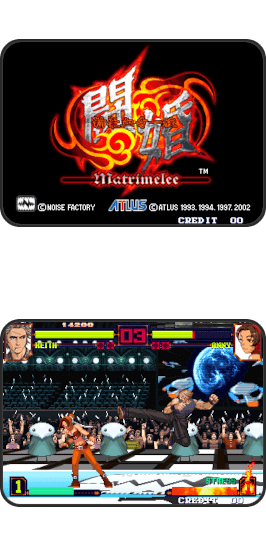 闘婚
Matrimelee
TM
©NOISE FACTORY ATLUS ©ATLUS 1993,1994,1997,2002
CREDIT 00
14200
KEITH
03
1
CREDIT 00